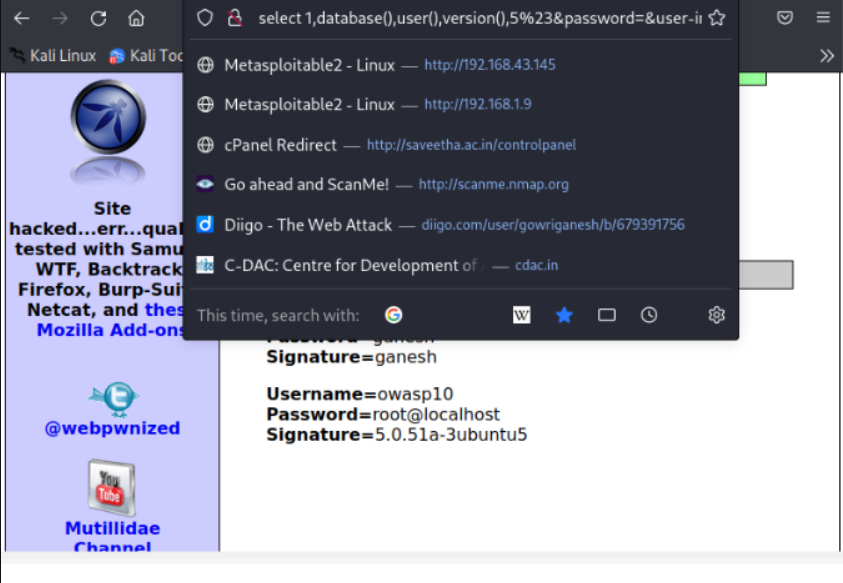 select 1,database(),user(),version(),5%23&password=&user-i
Kali Linux Kali Too
Metasploitable2 - Linux — http://192.168.43.145
Metasploitable2 - Linux — http://192.168.1.9
cPanel Redirect — http://saveetha.ac.in/controlpanel
Go ahead and ScanMe! — http://scanme.nmap.org
Diigo - The Web Attack — diigo.com/user/gowriganesh/b/679391756
C-DAC: Centre for Development of — cdac.in
This time, search with: G W
Site
hacked...err...qual
tested with Samu
WTF, Backtrack
Firefox, Burp-Sui
Netcat, and thes
Mozilla Add-ons
@webpwnized
You
Tube
Mutillidae
Channel
Password=ganesh
Signature=ganesh
Username=owasp10
Password=root@localhost
Signature=5.0.51a-3ubuntu5